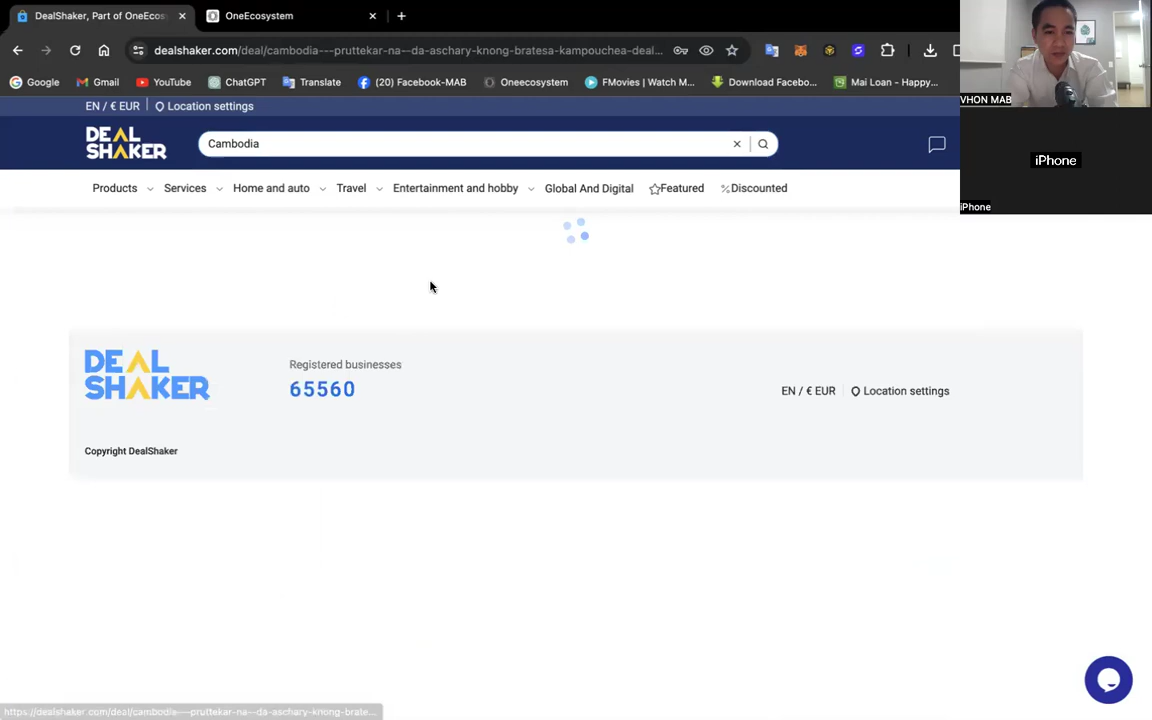 DealShaker, Part of OneEcos
OneEcosystem
dealshaker.com/deal/cambodia---pruttekar-na--da-aschary-knong-bratesa-kampouchea-deal...
Google
Gmail
YouTube
ChatGPT
Translate
(20) Facebook-MAB
Oneecosystem
FMovies | Watch M...
Download Facebo...
Mai Loan - Happy...
VHON MAB
iPhone
iPhone
EN / € EUR
Location settings
DEAL
SHAKER
Cambodia
Products
Services
Home and auto
Travel
Entertainment and hobby
Global And Digital
Featured
Discounted
DEAL
SHAKER
Registered businesses
65560
EN / € EUR
Location settings
Copyright DealShaker
https://dealshaker.com/deal/cambodie---pruttekar-na--da-aschary-knong-brate...